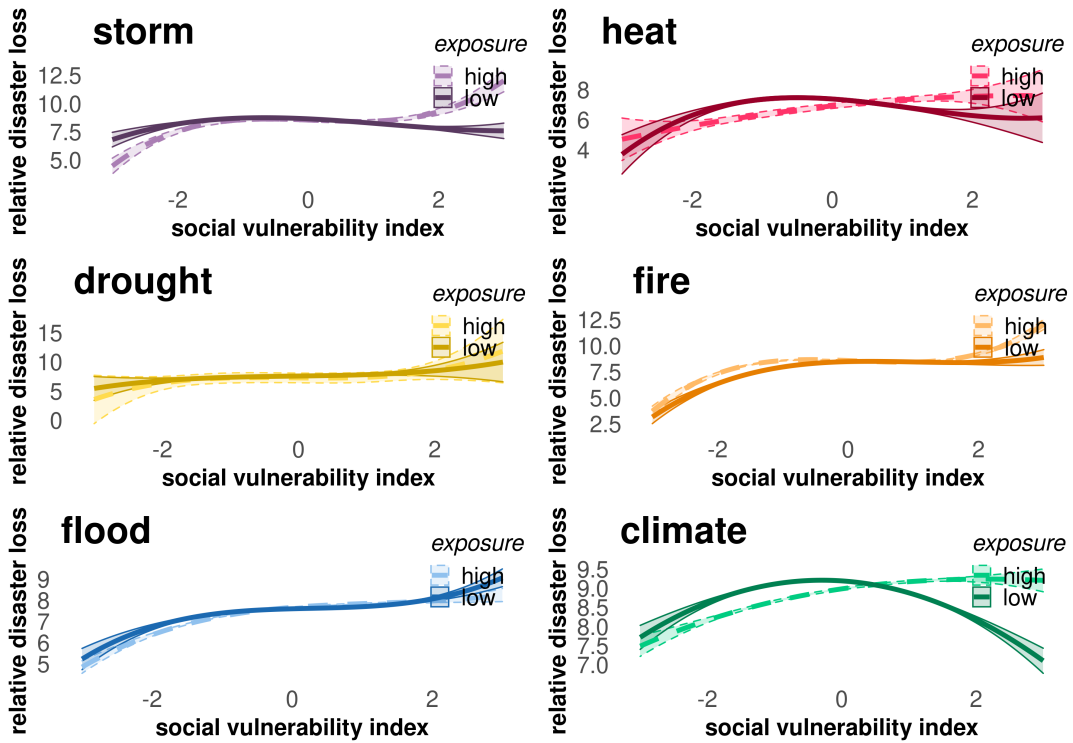 storm
exposure
high
low
relative disaster loss
12.5
10.0
7.5
5.0
-2
0
2
social vulnerability index
heat
exposure
high
low
relative disaster loss
8
6
4
-2
0
2
social vulnerability index
drought
exposure
high
low
relative disaster loss
15
10
5
0
-2
0
2
social vulnerability index
fire
exposure
high
low
relative disaster loss
12.5
10.0
7.5
5.0
2.5
-2
0
2
social vulnerability index
flood
exposure
high
low
relative disaster loss
9
8
7
6
5
-2
0
2
social vulnerability index
climate
exposure
high
low
relative disaster loss
9.5
9.0
8.5
8.0
7.5
7.0
-2
0
2
social vulnerability index